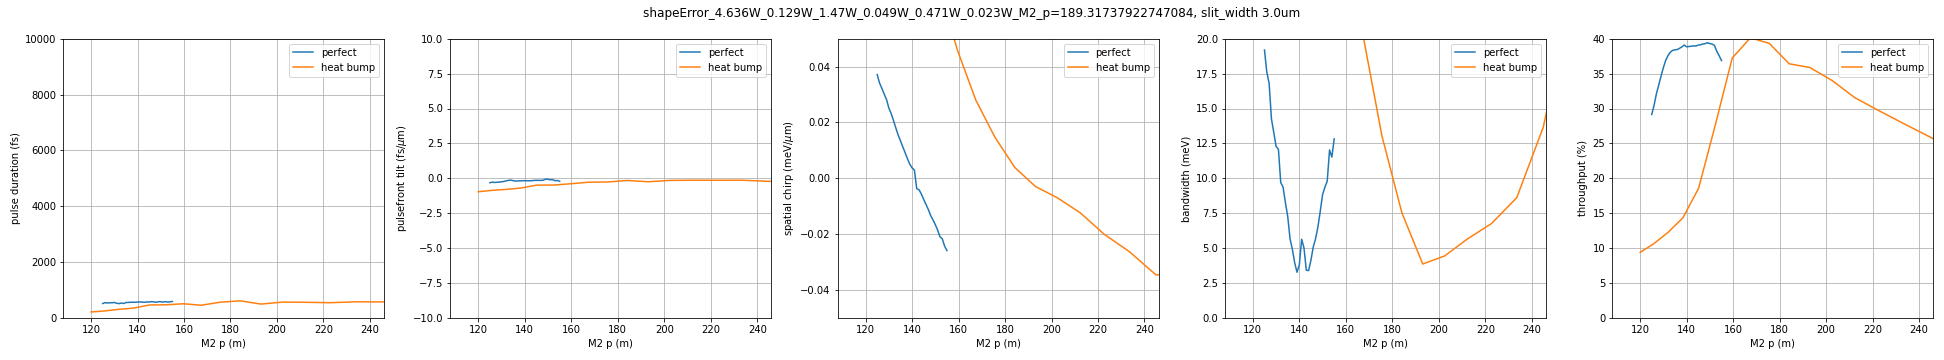 shapeError_4.636W_0.129W_1.47W_0.049W_0.471W_0.023W_M2_p=189.31737922747084, slit_width 3.0um
pulse duration (fs)
10000
8000
6000
4000
2000
0
120 140 160 180 200 220 240
M2 p (m)
perfect
heat bump
pulsefront tilt (fs/μm)
10.0
7.5
5.0
2.5
0.0
−2.5
−5.0
−7.5
−10.0
120 140 160 180 200 220 240
M2 p (m)
perfect
heat bump
spatial chirp (meV/μm)
0.04
0.02
0.00
−0.02
−0.04
120 140 160 180 200 220 240
M2 p (m)
perfect
heat bump
bandwidth (meV)
20.0
17.5
15.0
12.5
10.0
7.5
5.0
2.5
0.0
120 140 160 180 200 220 240
M2 p (m)
perfect
heat bump
throughput (%)
40
35
30
25
20
15
10
5
0
120 140 160 180 200 220 240
M2 p (m)
perfect
heat bump